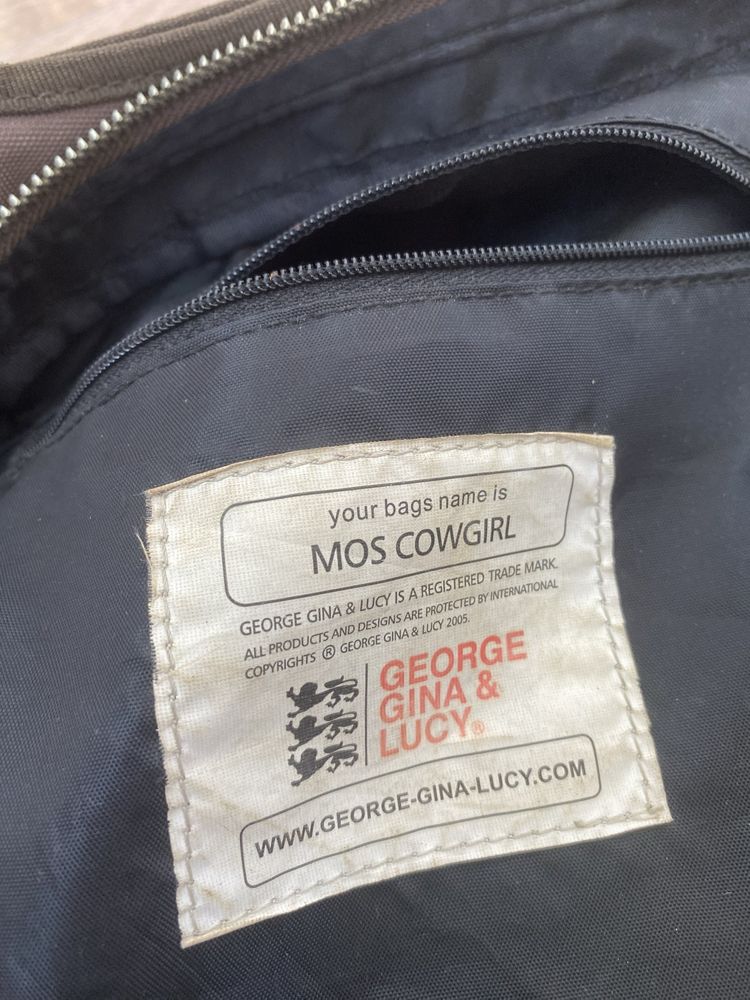 your bags name is
MOS COWGIRL
GEORGE GINA & LUCY IS A REGISTERED TRADE MARK.
ALL PRODUCTS AND DESIGNS ARE PROTECTED BY INTERNATIONAL
COPYRIGHTS ® GEORGE GINA & LUCY 2005.
GEORGE
GINA &
LUCY®
WWW.GEORGE-GINA-LUCY.COM